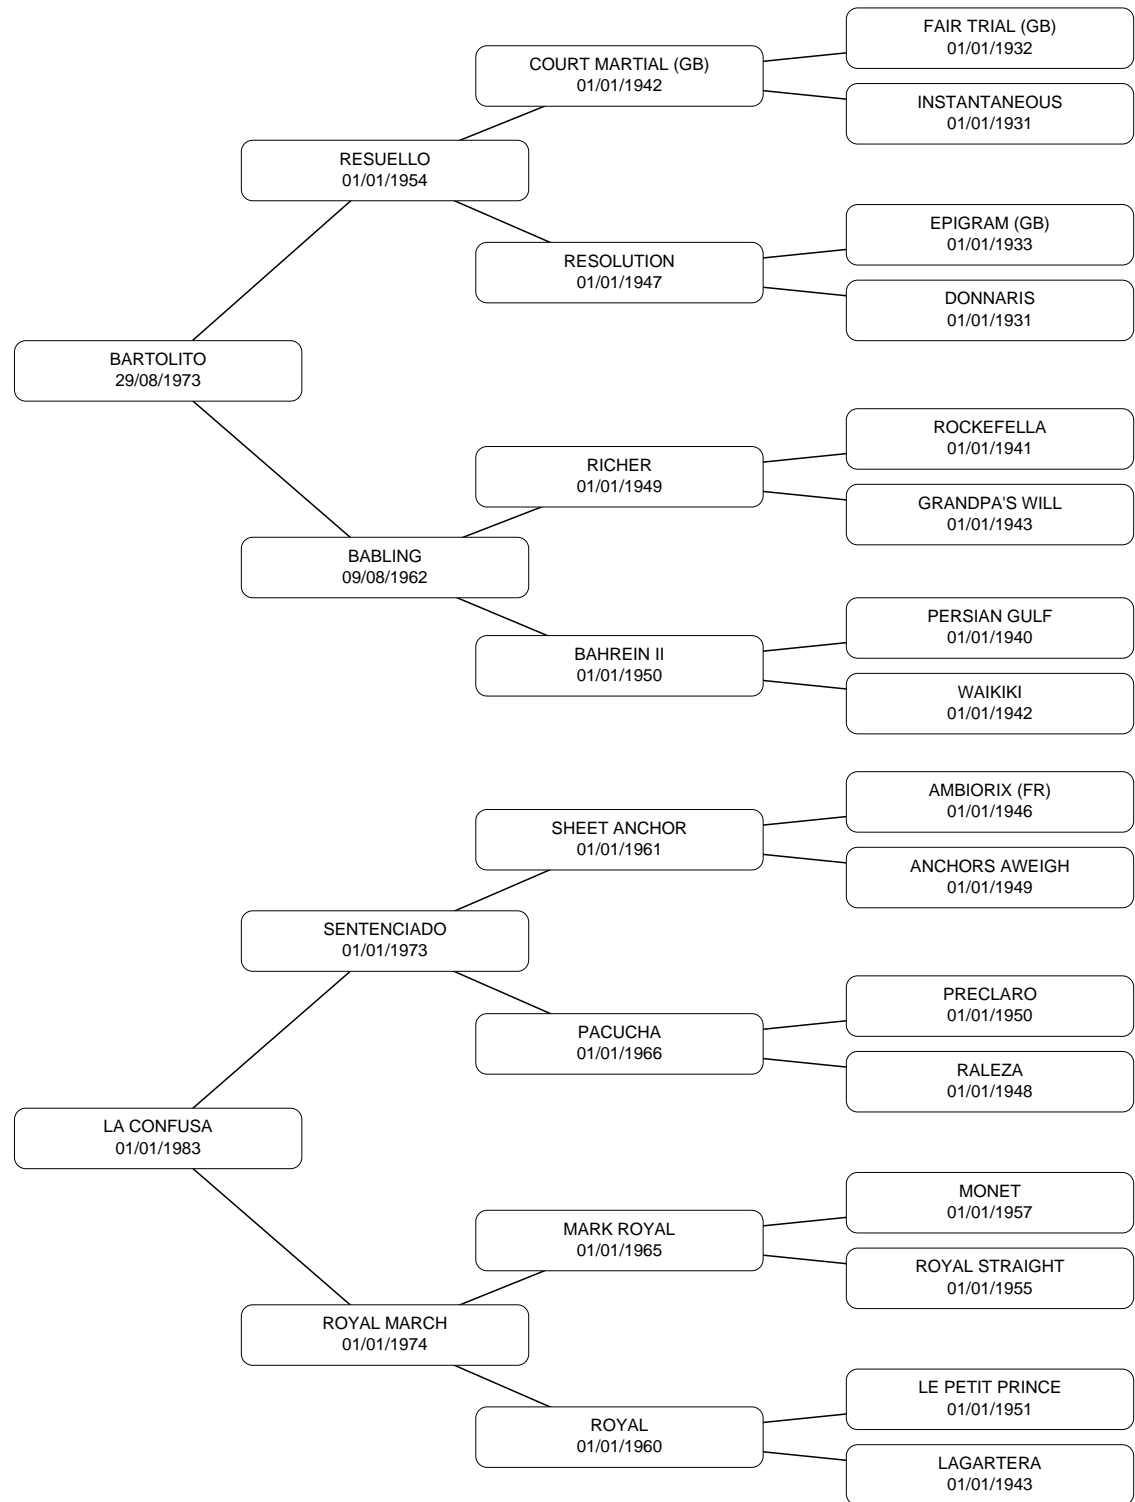 FAIR TRIAL (GB)
01/01/1932
COURT MARTIAL (GB)
01/01/1942
INSTANTANEOUS
01/01/1931
RESUELLO
01/01/1954
EPIGRAM (GB)
01/01/1933
RESOLUTION
01/01/1947
DONNARIS
01/01/1931
BARTOLITO
29/08/1973
ROCKEFELLA
01/01/1941
RICHER
01/01/1949
GRANDPA'S WILL
01/01/1943
BABLING
09/08/1962
PERSIAN GULF
01/01/1940
BAHREIN II
01/01/1950
WAIKIKI
01/01/1942
AMBIORIX (FR)
01/01/1946
SHEET ANCHOR
01/01/1961
ANCHORS AWEIGH
01/01/1949
SENTENCIADO
01/01/1973
PRECLARO
01/01/1950
PACUCHA
01/01/1966
RALEZA
01/01/1948
LA CONFUSA
01/01/1983
MONET
01/01/1957
MARK ROYAL
01/01/1965
ROYAL STRAIGHT
01/01/1955
ROYAL MARCH
01/01/1974
LE PETIT PRINCE
01/01/1951
ROYAL
01/01/1960
LAGARTERA
01/01/1943